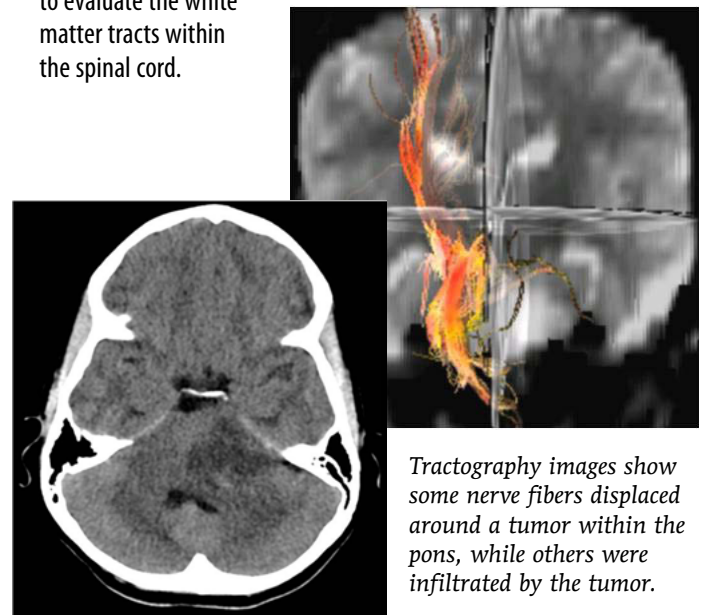 to evaluate the white
matter tracts within
the spinal cord.
Tractography images show
some nerve fibers displaced
around a tumor within the
pons, while others were
infiltrated by the tumor.